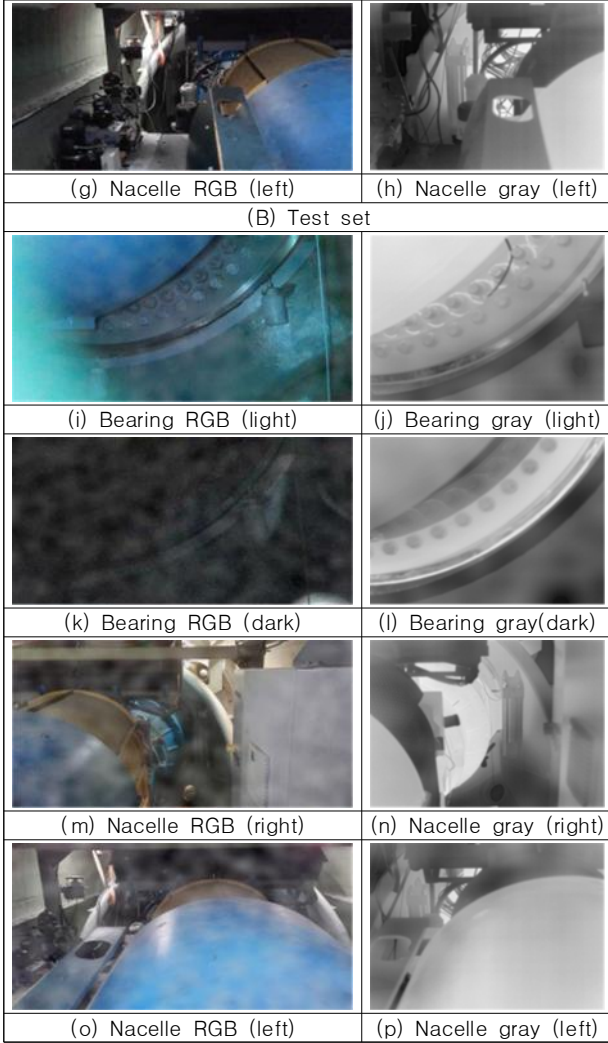 (g) Nacelle RGB (left)
(h) Nacelle gray (left)
(B) Test set
(i) Bearing RGB (light)
(j) Bearing gray (light)
(k) Bearing RGB (dark)
(l) Bearing gray(dark)
(m) Nacelle RGB (right)
(n) Nacelle gray (right)
(o) Nacelle RGB (left)
(p) Nacelle gray (left)